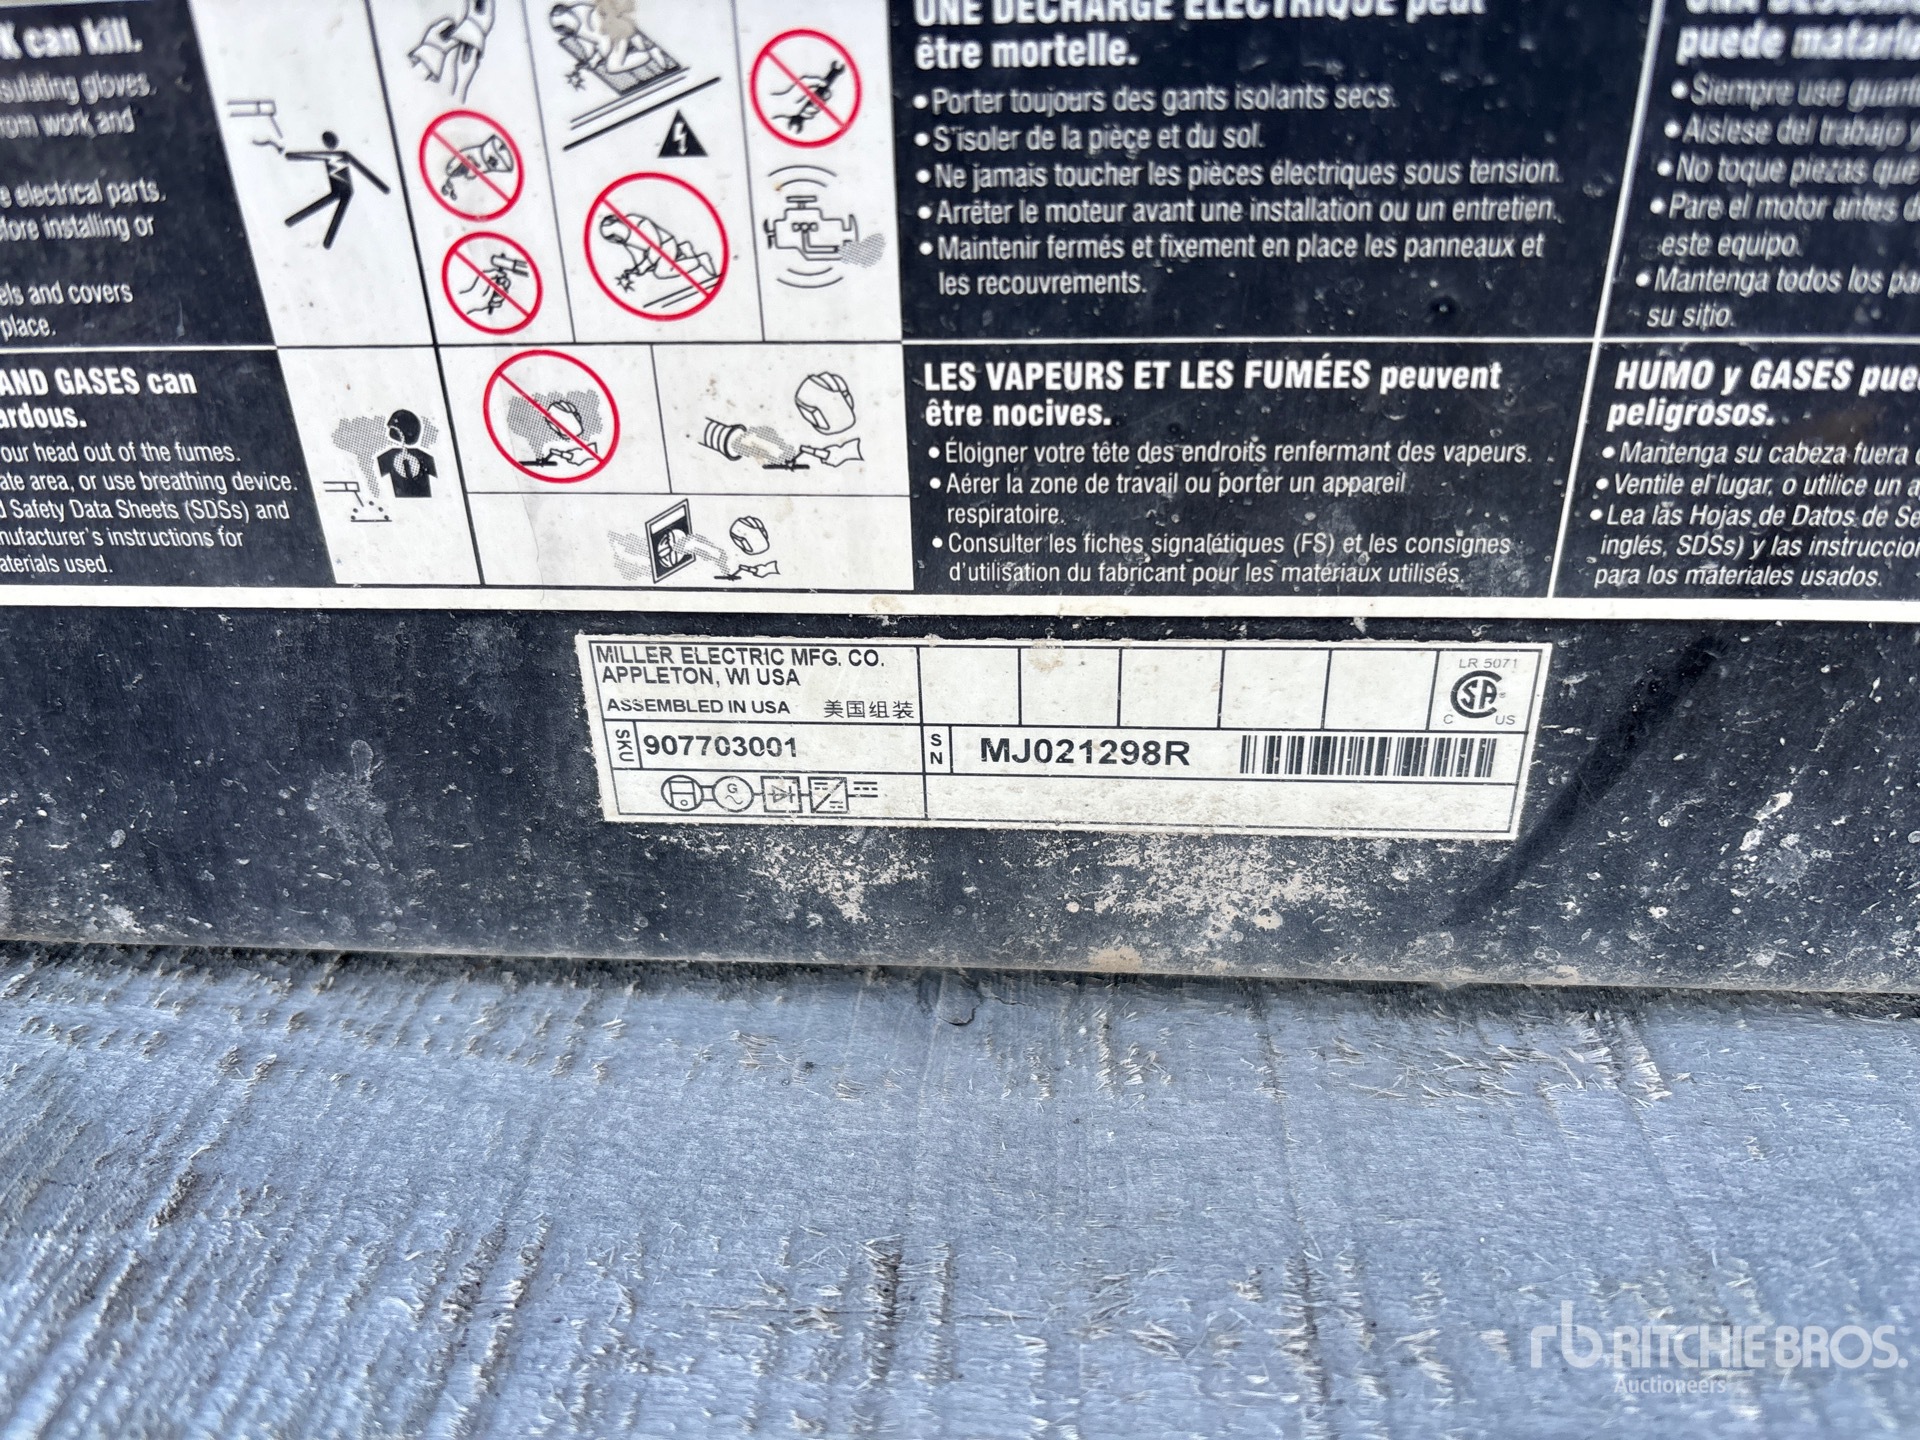 K can kill.
sulating gloves.
rom work and
e electrical parts.
fore installing or
els and covers
place.
UNE DÉCHARGE ÉLECTRIQUE peut
être mortelle.
• Porter toujours des gants isolants secs.
• S'isoler de la pièce et du sol.
• Ne jamais toucher les pièces électriques sous tension.
• Arrêter le moteur avant une installation ou un entretien.
• Maintenir fermés et fixement en place les panneaux et
les recouvrements.
puede matarlo
• Siempre use guant
• Aislese del trabajo y
• No toque piezas que
• Pare el motor antes d
este equipo.
• Mantenga todos los pa
su sitio.
AND GASES can
ardous.
our head out of the fumes.
ate area, or use breathing device.
d Safety Data Sheets (SDSs) and
nufacturer's instructions for
aterials used.
LES VAPEURS ET LES FUMÉES peuvent
être nocives.
• Éloigner votre tête des endroits renfermant des vapeurs.
• Aérer la zone de travail ou porter un appareil
respiratoire.
• Consulter les fiches signalétiques (FS) et les consignes
d'utilisation du fabricant pour les matériaux utilisés.
HUMO y GASES pue
peligrosos.
• Mantenga su cabeza fuera
• Ventile el lugar, o utilice un a
• Lea las Hojas de Datos de Se
inglés, SDSs) y las instruccion
para los materiales usados.
MILLER ELECTRIC MFG. CO.
APPLETON, WI USA
ASSEMBLED IN USA 美国组装
LR 5071
C US
SKU 907703001
SN MJ021298R
G
rb RITCHIE BROS.
Auctioneers